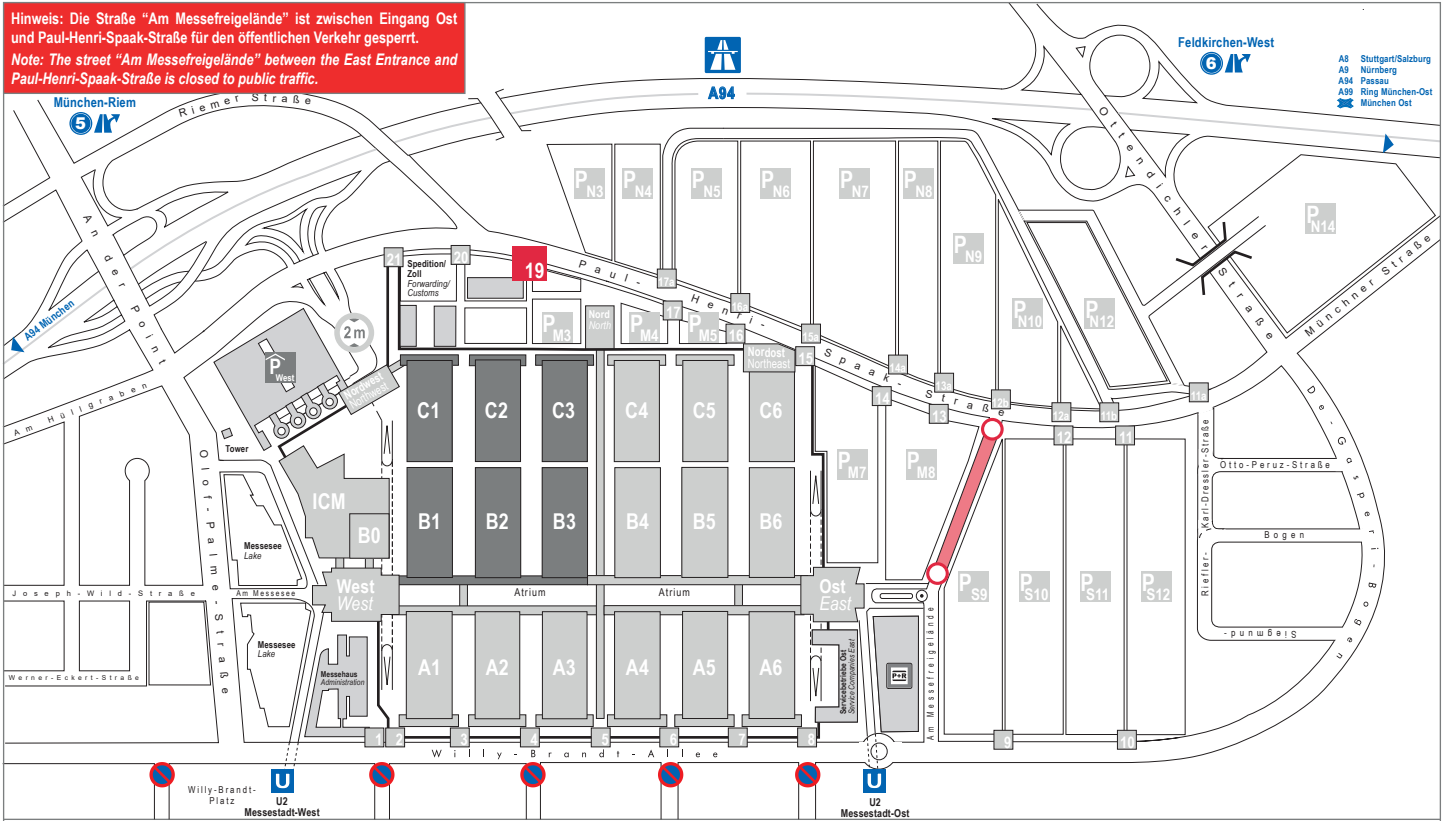 Hinweis: Die Straße “Am Messefreigelände” ist zwischen Eingang Ost
und Paul-Henri-Spaak-Straße für den öffentlichen Verkehr gesperrt.
Note: The street “Am Messefreigelände” between the East Entrance and
Paul-Henri-Spaak-Straße is closed to public traffic.
A94
Feldkirchen-West
6
A8 Stuttgart/Salzburg
A9 Nürnberg
A94 Passau
A99 Ring München-Ost
München Ost
München-Riem
5
Riemer Straße
Ottendichler Straße
An der Point
A94 München
PN3
PN4
PN5
PN6
PN7
PN8
PN9
PN10
PN12
PN14
Münchner Straße
21
20
19
Spedition/
Zoll
Forwarding/
Customs
Paul-Henri-Spaak-Straße
17a
16a
15a
14a
13a
12b
12a
11b
11a
17
16
15
14
13
12
11
2m
P West
PM3
Nord
North
PM4
PM5
Nordost
Northeast
Nordwest
Northwest
Am Hüllgraben
Tower
C1
C2
C3
C4
C5
C6
PM7
PM8
De-Gasperi-Bogen
Karl-Dressler-Straße
Otto-Peruz-Straße
Olof-Palme-Straße
ICM
B0
B1
B2
B3
B4
B5
B6
Messesee
Lake
Bogen
Riefler-
Siegmund-
Joseph-Wild-Straße
Am Messesee
West
West
Atrium
Atrium
Ost
East
PS9
PS10
PS11
PS12
Am Messefreigelände
Messesee
Lake
Messehaus
Administration
A1
A2
A3
A4
A5
A6
Servicebetriebe Ost
Service Companies East
P+R
Werner-Eckert-Straße
1
2
3
4
5
6
7
8
9
10
Willy-Brandt-Allee
Willy-Brandt-
Platz
U
U2
Messestadt-West
U
U2
Messestadt-Ost